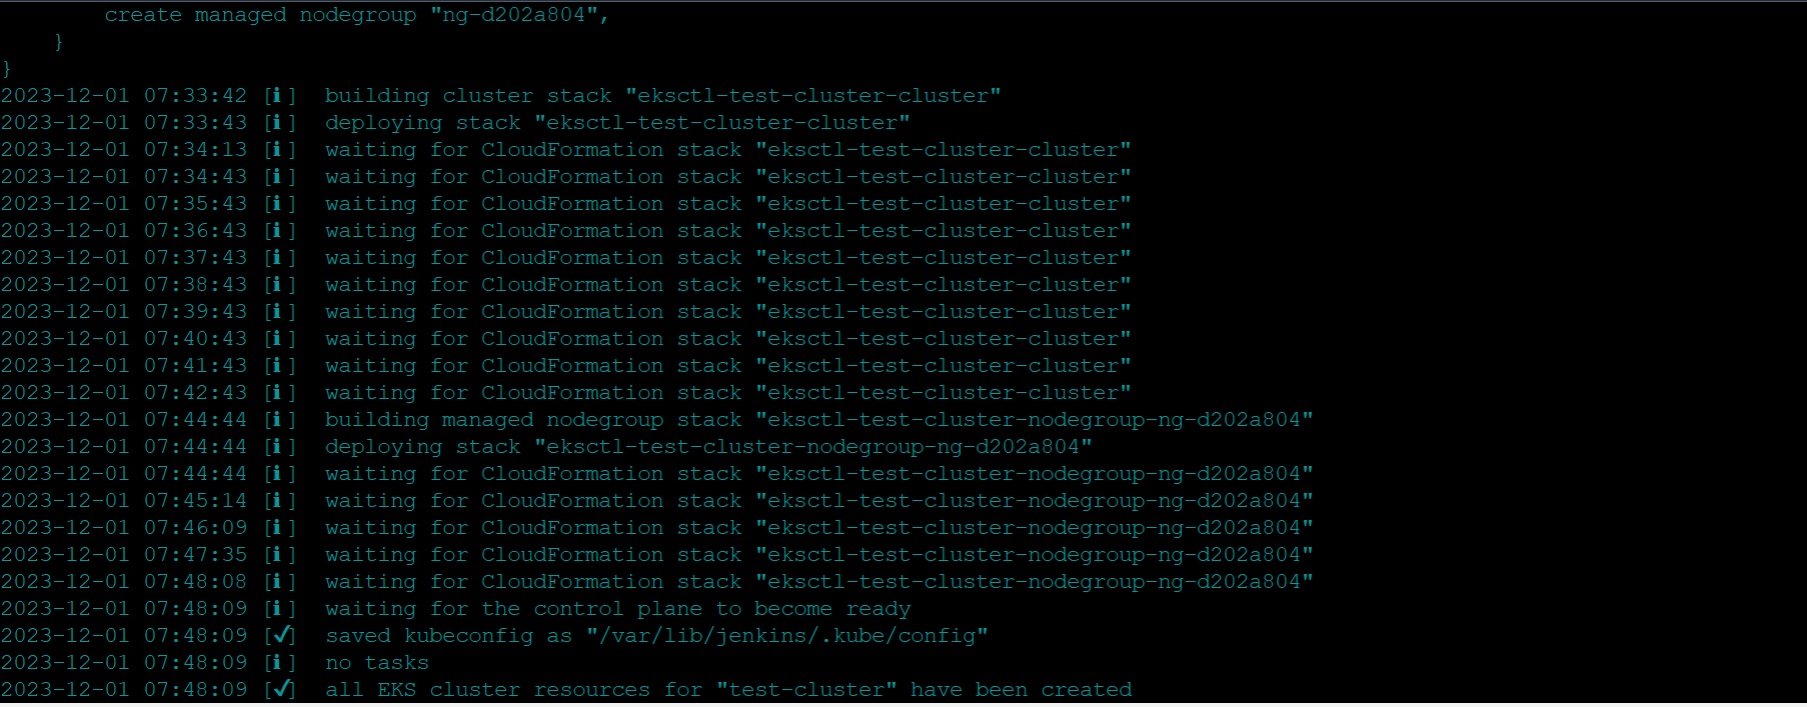 create managed nodegroup "ng-d202a804",
}
}
2023-12-01 07:33:42 [ℹ]  building cluster stack "eksctl-test-cluster-cluster"
2023-12-01 07:33:43 [ℹ]  deploying stack "eksctl-test-cluster-cluster"
2023-12-01 07:34:13 [ℹ]  waiting for CloudFormation stack "eksctl-test-cluster-cluster"
2023-12-01 07:34:43 [ℹ]  waiting for CloudFormation stack "eksctl-test-cluster-cluster"
2023-12-01 07:35:43 [ℹ]  waiting for CloudFormation stack "eksctl-test-cluster-cluster"
2023-12-01 07:36:43 [ℹ]  waiting for CloudFormation stack "eksctl-test-cluster-cluster"
2023-12-01 07:37:43 [ℹ]  waiting for CloudFormation stack "eksctl-test-cluster-cluster"
2023-12-01 07:38:43 [ℹ]  waiting for CloudFormation stack "eksctl-test-cluster-cluster"
2023-12-01 07:39:43 [ℹ]  waiting for CloudFormation stack "eksctl-test-cluster-cluster"
2023-12-01 07:40:43 [ℹ]  waiting for CloudFormation stack "eksctl-test-cluster-cluster"
2023-12-01 07:41:43 [ℹ]  waiting for CloudFormation stack "eksctl-test-cluster-cluster"
2023-12-01 07:42:43 [ℹ]  waiting for CloudFormation stack "eksctl-test-cluster-cluster"
2023-12-01 07:44:44 [ℹ]  building managed nodegroup stack "eksctl-test-cluster-nodegroup-ng-d202a804"
2023-12-01 07:44:44 [ℹ]  deploying stack "eksctl-test-cluster-nodegroup-ng-d202a804"
2023-12-01 07:44:44 [ℹ]  waiting for CloudFormation stack "eksctl-test-cluster-nodegroup-ng-d202a804"
2023-12-01 07:45:14 [ℹ]  waiting for CloudFormation stack "eksctl-test-cluster-nodegroup-ng-d202a804"
2023-12-01 07:46:09 [ℹ]  waiting for CloudFormation stack "eksctl-test-cluster-nodegroup-ng-d202a804"
2023-12-01 07:47:35 [ℹ]  waiting for CloudFormation stack "eksctl-test-cluster-nodegroup-ng-d202a804"
2023-12-01 07:48:08 [ℹ]  waiting for CloudFormation stack "eksctl-test-cluster-nodegroup-ng-d202a804"
2023-12-01 07:48:09 [ℹ]  waiting for the control plane to become ready
2023-12-01 07:48:09 [✔]  saved kubeconfig as "/var/lib/jenkins/.kube/config"
2023-12-01 07:48:09 [ℹ]  no tasks
2023-12-01 07:48:09 [✔]  all EKS cluster resources for "test-cluster" have been created